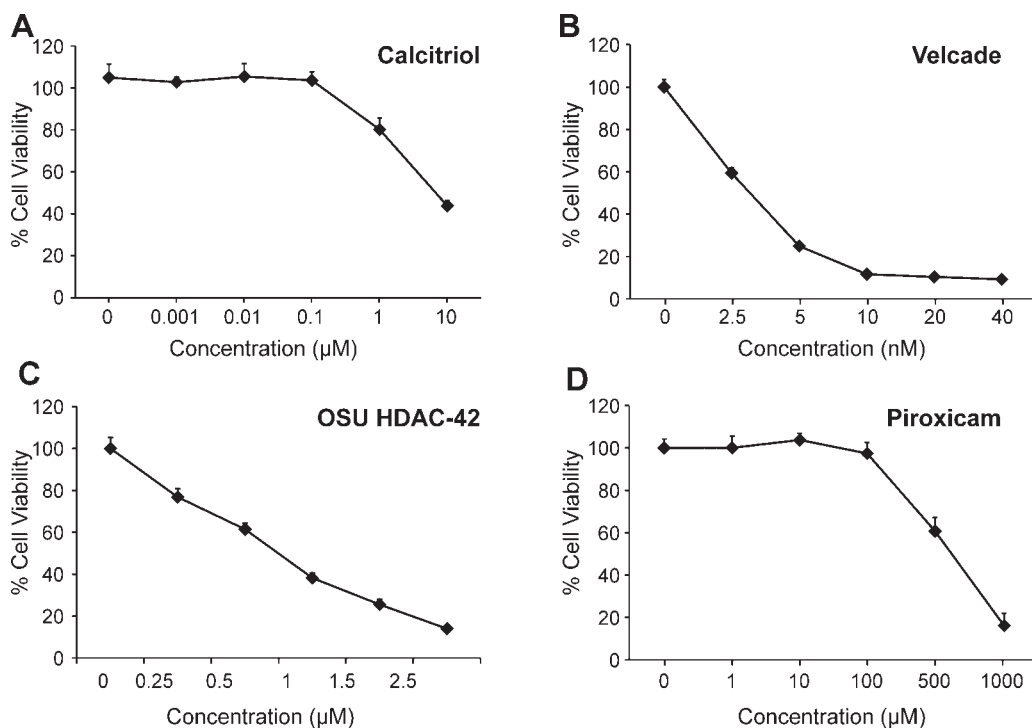 A
Calcitriol
120
100
80
60
40
20
0
% Cell Viability
0 0.001 0.01 0.1 1 10
Concentration (µM)
B
Velcade
120
100
80
60
40
20
0
% Cell Viability
0 2.5 5 10 20 40
Concentration (nM)
C
OSU HDAC-42
120
100
80
60
40
20
0
% Cell Viability
0 0.25 0.5 1 1.5 2.5
Concentration (µM)
D
Piroxicam
120
100
80
60
40
20
0
% Cell Viability
0 1 10 100 500 1000
Concentration (µM)